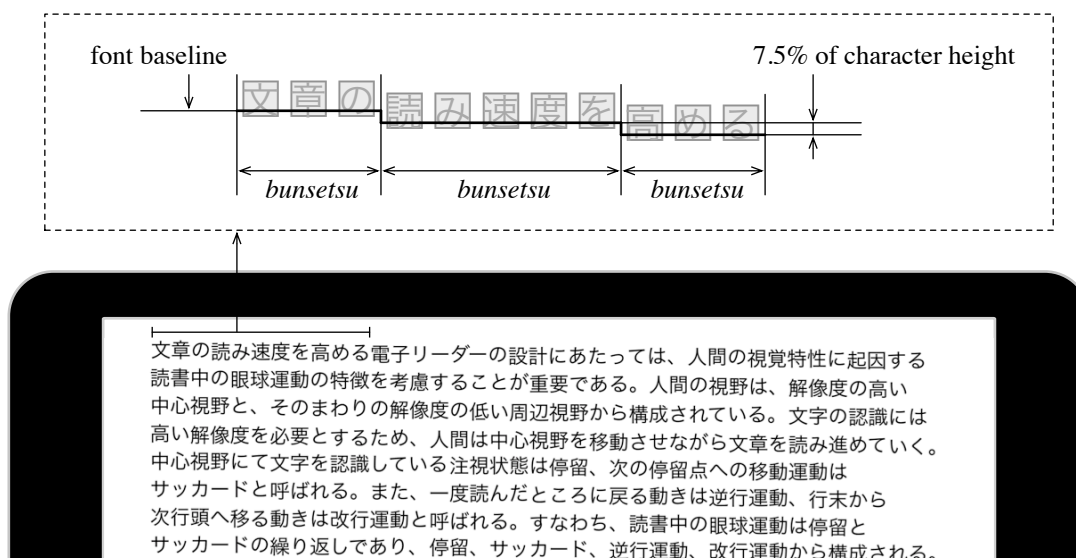 font baseline
7.5% of character height
文章の読み速度を高める
bunsetsu bunsetsu bunsetsu
文章の読み速度を高める電子リーダーの設計にあたっては、人間の視覚特性に起因する
読書中の眼球運動の特徴を考慮することが重要である。人間の視野は、解像度の高い
中心視野と、そのまわりの解像度の低い周辺視野から構成されている。文字の認識には
高い解像度を必要とするため、人間は中心視野を移動させながら文章を読み進めていく。
中心視野にて文字を認識している注視状態は停留、次の停留点への移動運動は
サッカードと呼ばれる。また、一度読んだところに戻る動きは逆行運動、行末から
次行頭へ移る動きは改行運動と呼ばれる。すなわち、読書中の眼球運動は停留と
サッカードの繰り返しであり、停留、サッカード、逆行運動、改行運動から構成される。